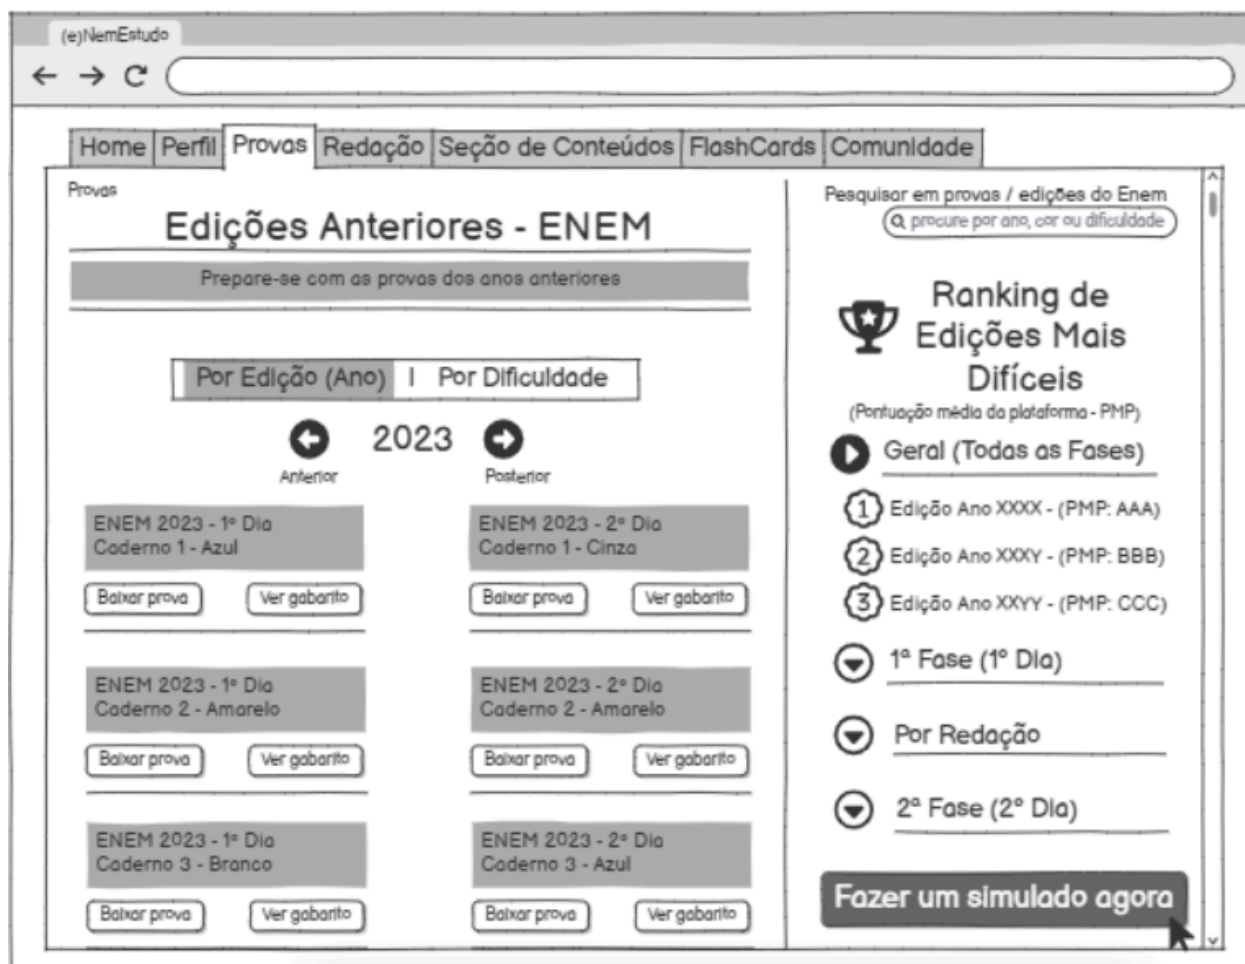 (e)NemEstudo
Home Perfil Provas Redação Seção de Conteúdos FlashCards Comunidade
Provas
Edições Anteriores - ENEM
Prepare-se com as provas dos anos anteriores
Por Edição (Ano) | Por Dificuldade
2023
Anterior Posterior
ENEM 2023 - 1º Dia
Caderno 1 - Azul
Baixar prova Ver gabarito
ENEM 2023 - 2º Dia
Caderno 1 - Cinza
Baixar prova Ver gabarito
ENEM 2023 - 1º Dia
Caderno 2 - Amarelo
Baixar prova Ver gabarito
ENEM 2023 - 2º Dia
Caderno 2 - Amarelo
Baixar prova Ver gabarito
ENEM 2023 - 1º Dia
Caderno 3 - Branco
Baixar prova Ver gabarito
ENEM 2023 - 2º Dia
Caderno 3 - Azul
Baixar prova Ver gabarito
Pesquisar em provas / edições do Enem
procure por ano, cor ou dificuldade
Ranking de
Edições Mais
Difíceis
(Pontuação média da plataforma - PMP)
Geral (Todas as Fases)
1 Edição Ano XXXX - (PMP: AAA)
2 Edição Ano XXXY - (PMP: BBB)
3 Edição Ano XXYY - (PMP: CCC)
1ª Fase (1º Dia)
Por Redação
2ª Fase (2º Dia)
Fazer um simulado agora